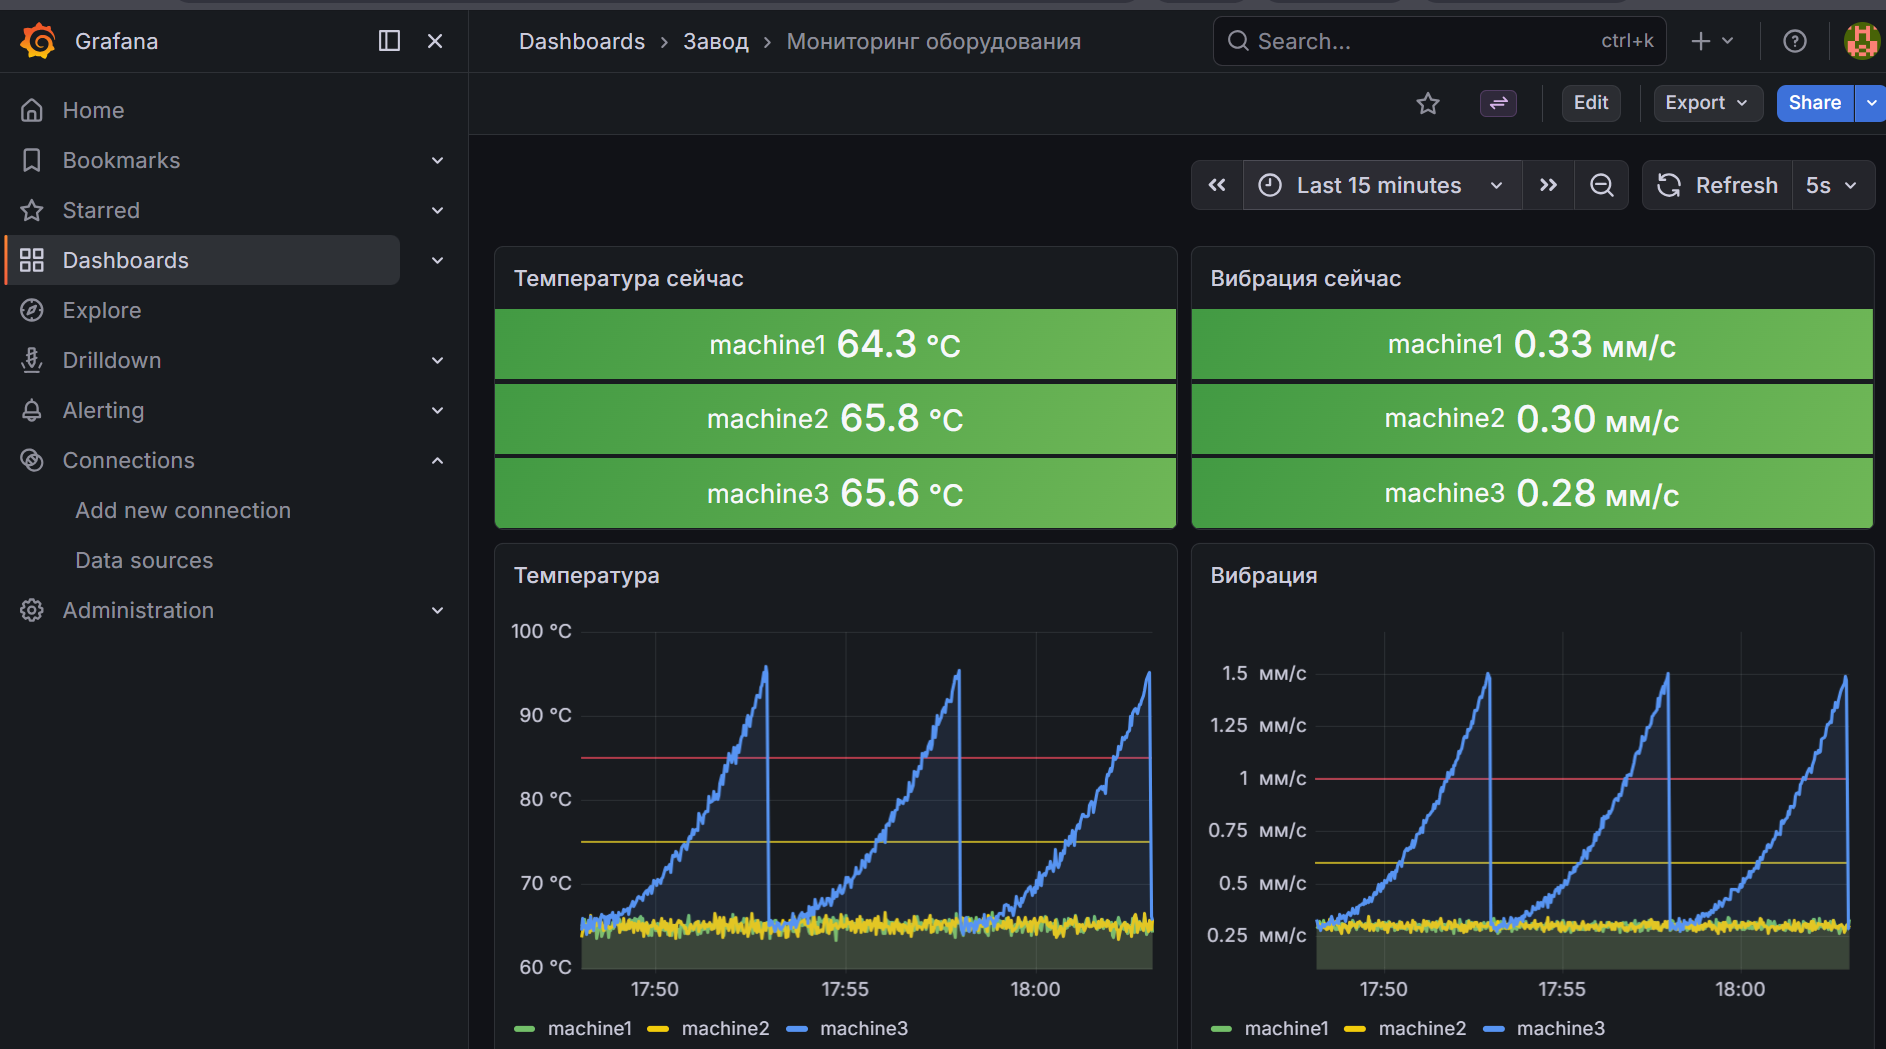 Grafana
Dashboards › Завод › Мониторинг оборудования
Search...
ctrl+k
Home
Bookmarks
Starred
Dashboards
Explore
Drilldown
Alerting
Connections
Add new connection
Data sources
Administration
Edit
Export
Share
Last 15 minutes
Refresh
5s
Температура сейчас
machine1 64.3 °C
machine2 65.8 °C
machine3 65.6 °C
Вибрация сейчас
machine1 0.33 мм/с
machine2 0.30 мм/с
machine3 0.28 мм/с
Температура
100 °C
90 °C
80 °C
70 °C
60 °C
17:50
17:55
18:00
machine1
machine2
machine3
Вибрация
1.5 мм/с
1.25 мм/с
1 мм/с
0.75 мм/с
0.5 мм/с
0.25 мм/с
17:50
17:55
18:00
machine1
machine2
machine3